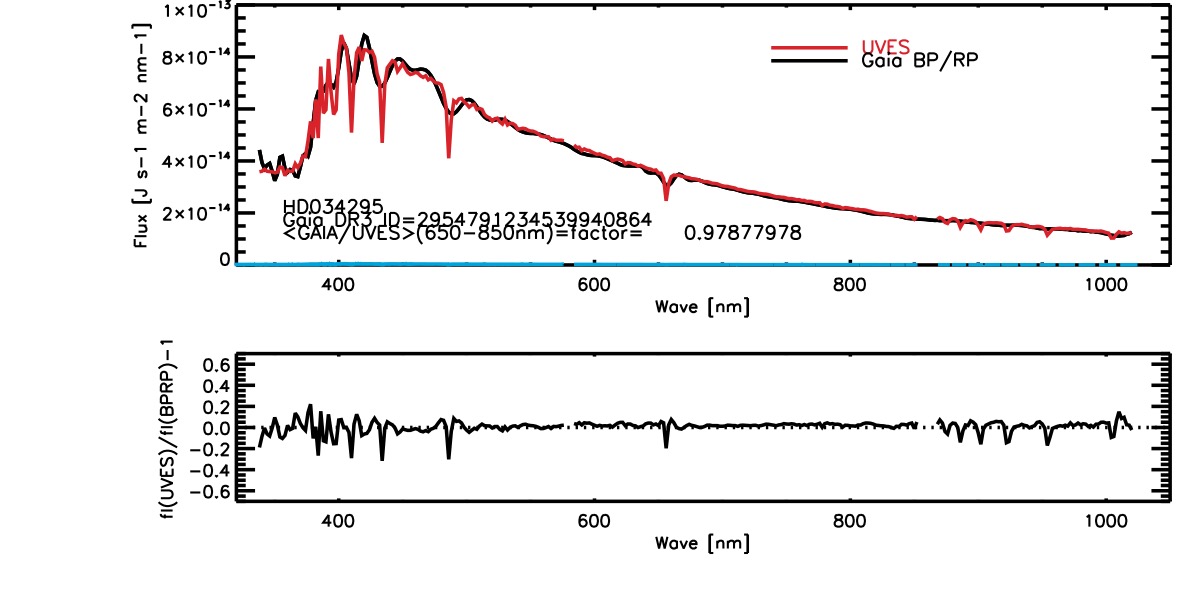 1×10−13
8×10−14
6×10−14
4×10−14
2×10−14
0
Flux [J s−1 m−2 nm−1]
UVES
Gaia BP/RP
HD034295
Gaia DR3 ID=2954791234539940864
<GAIA/UVES>(650−850nm)=factor= 0.97877978
400 600 800 1000
Wave [nm]
fl(UVES)/fl(BPRP)−1
0.6
0.4
0.2
0.0
−0.2
−0.4
−0.6
400 600 800 1000
Wave [nm]